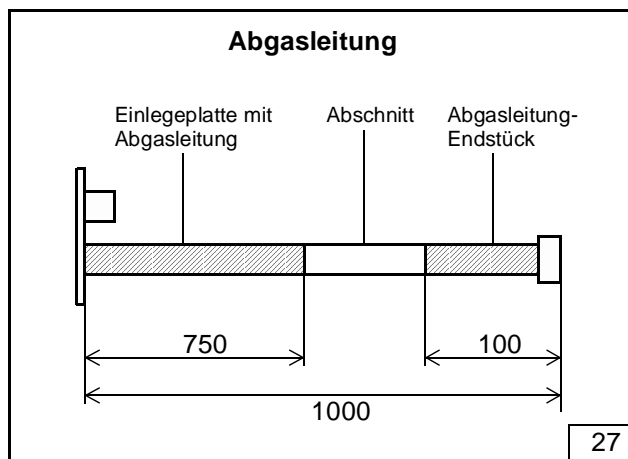 Abgasleitung
Einlegeplatte mit
Abgasleitung
Abschnitt
Abgasleitung-
Endstück
750
100
1000
27